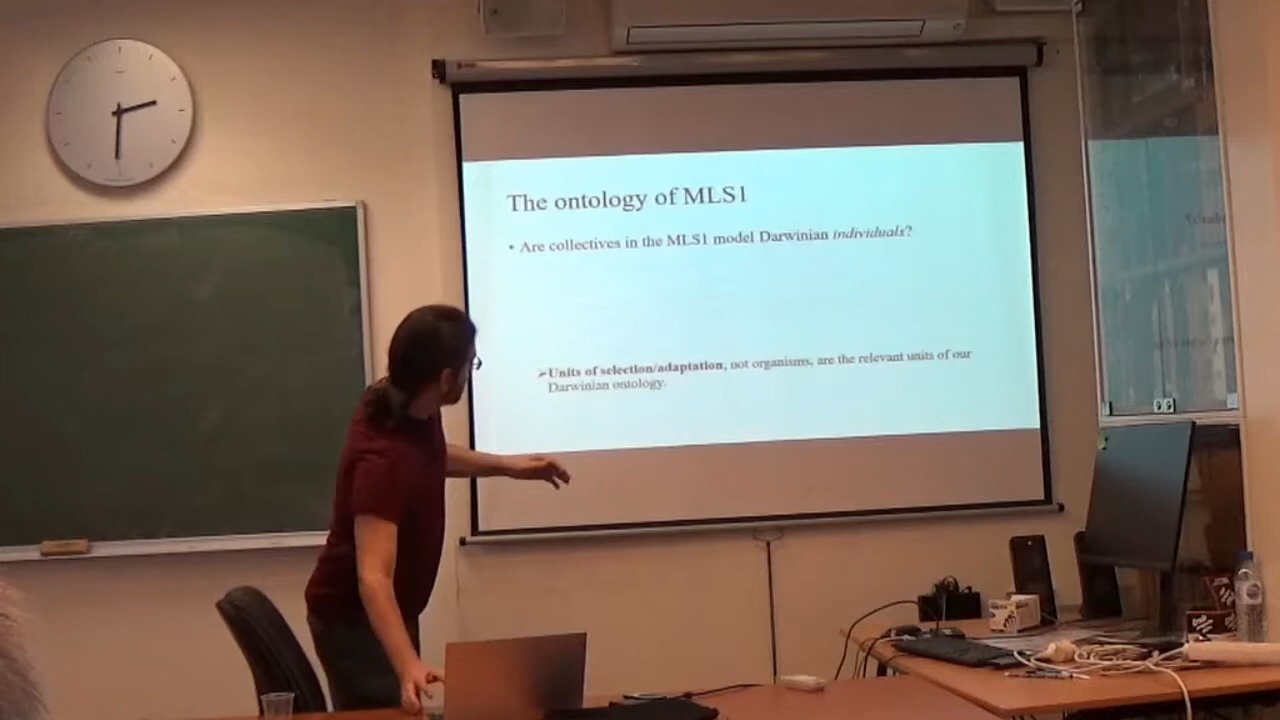 The ontology of MLS1
• Are collectives in the MLS1 model Darwinian individuals?
➢Units of selection/adaptation, not organisms, are the relevant units of our
Darwinian ontology.